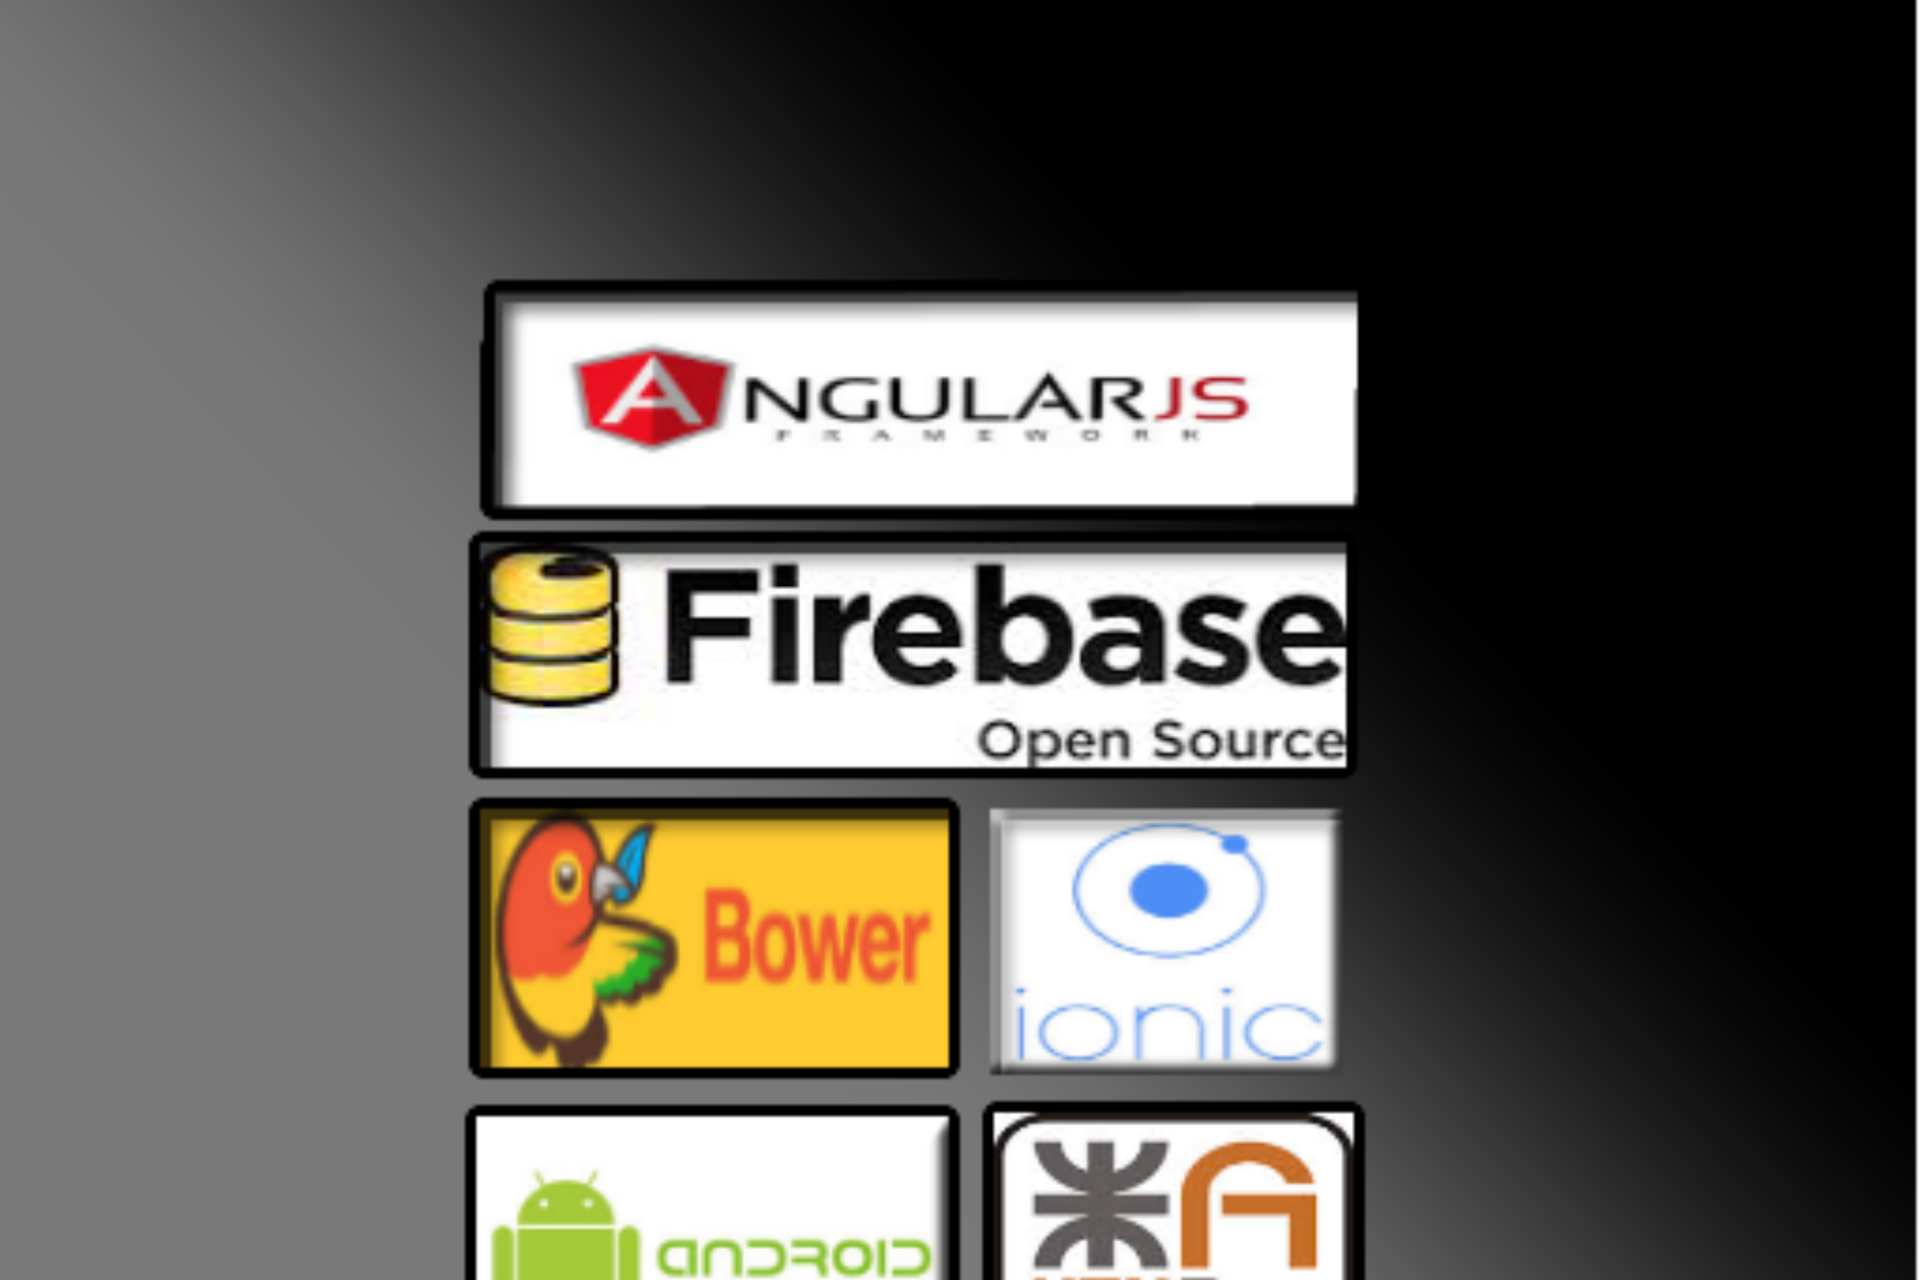 ANGULARJS
FRAMEWORK
Firebase
Open Source
Bower
ionic
ANDROID